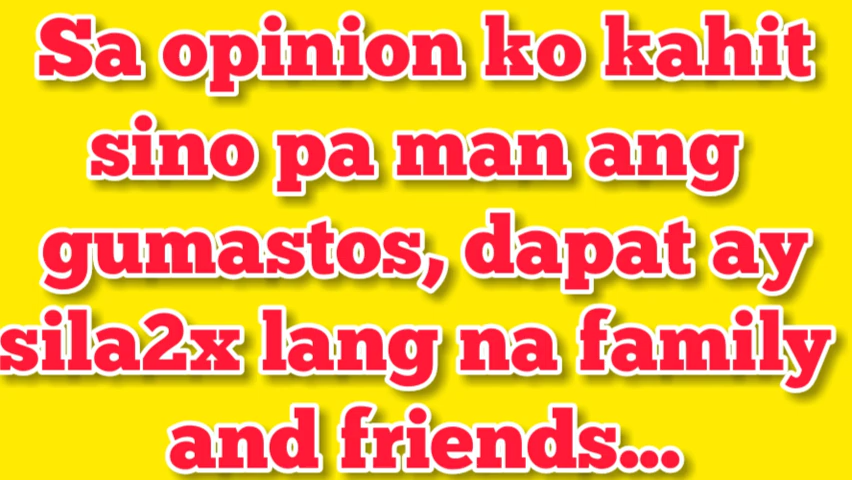 Sa opinion ko kahit
sino pa man ang
gumastos, dapat ay
sila2x lang na family
and friends...